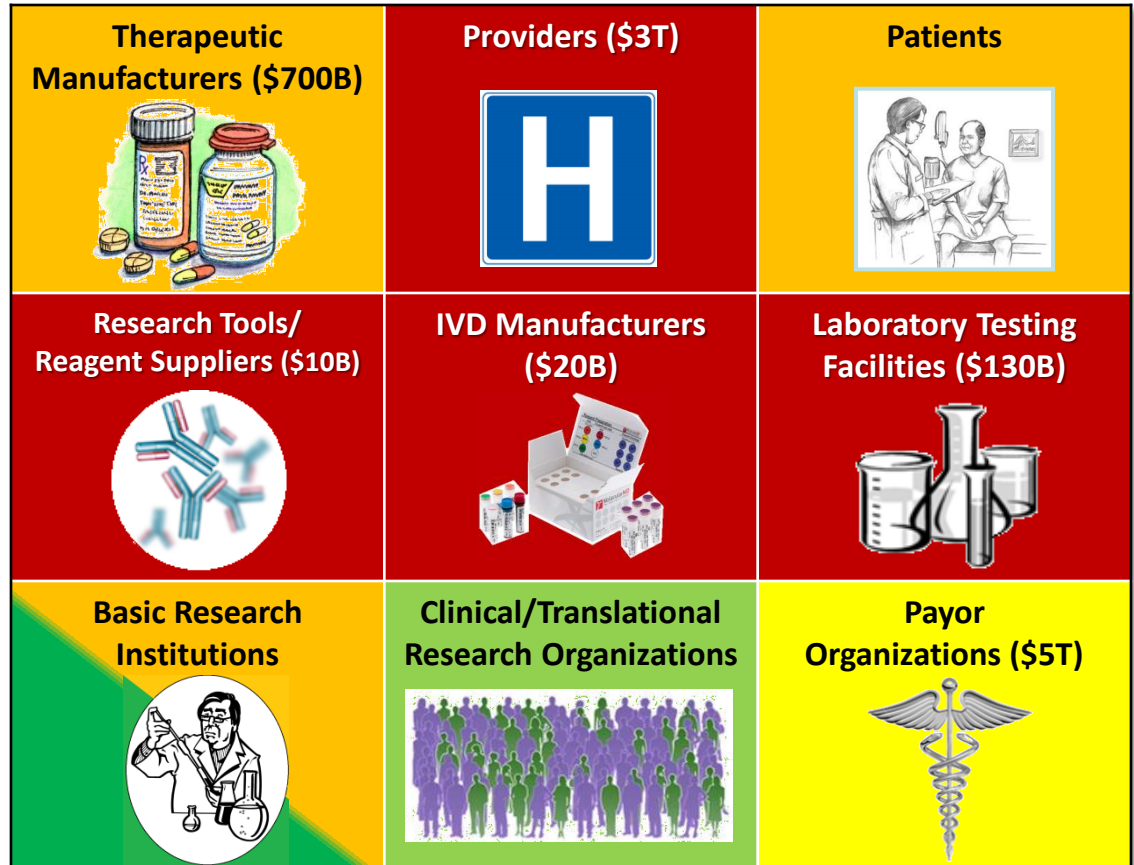 Therapeutic
Manufacturers ($700B)
Providers ($3T)
H
Patients
Research Tools/
Reagent Suppliers ($10B)
IVD Manufacturers
($20B)
Laboratory Testing
Facilities ($130B)
Basic Research
Institutions
Clinical/Translational
Research Organizations
Payor
Organizations ($5T)